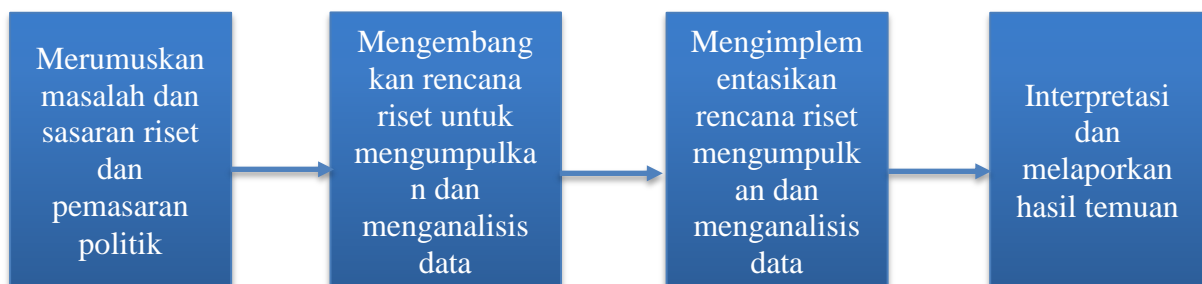 Merumuskan
masalah dan
sasaran riset
dan
pemasaran
politik
Mengembang
kan rencana
riset untuk
mengumpulka
n dan
menganalisis
data
Mengimplem
entasikan
rencana riset
mengumpulk
an dan
menganalisis
data
Interpretasi
dan
melaporkan
hasil temuan